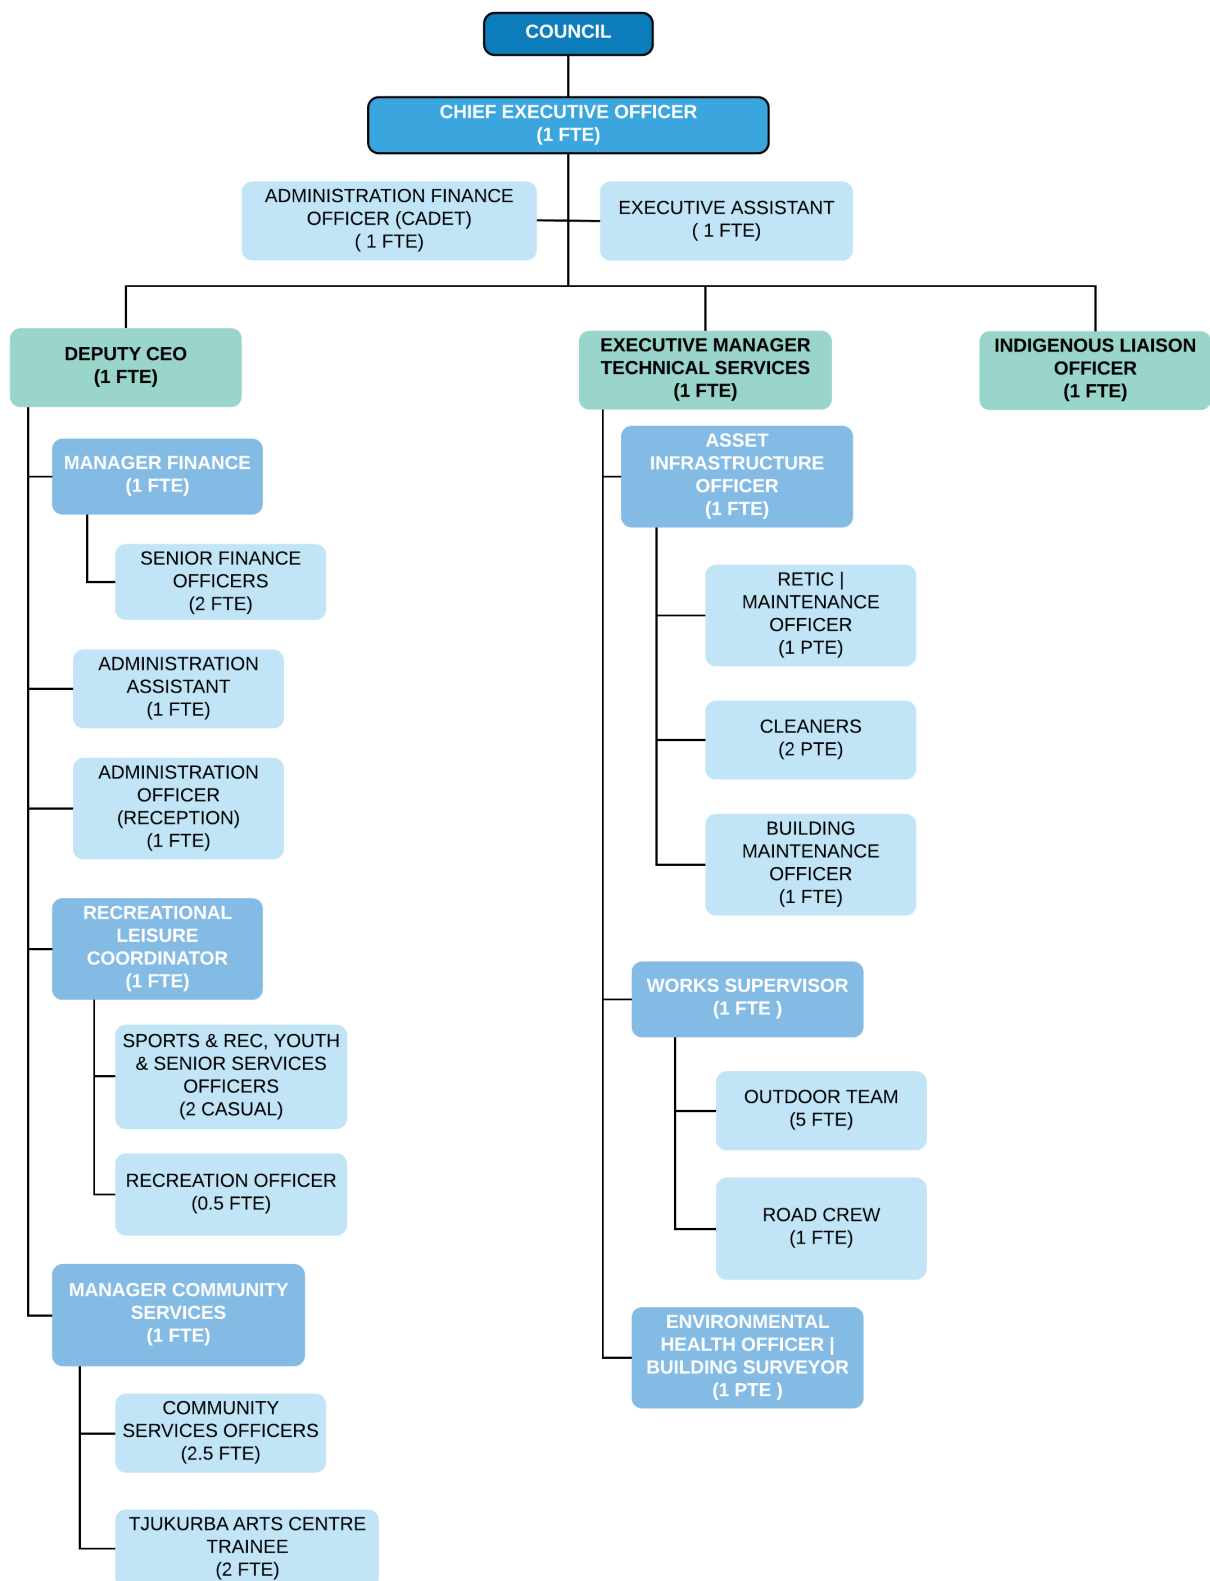 COUNCIL
CHIEF EXECUTIVE OFFICER
(1 FTE)
ADMINISTRATION FINANCE
OFFICER (CADET)
( 1 FTE)
EXECUTIVE ASSISTANT
( 1 FTE)
DEPUTY CEO
(1 FTE)
MANAGER FINANCE
(1 FTE)
SENIOR FINANCE
OFFICERS
(2 FTE)
ADMINISTRATION
ASSISTANT
(1 FTE)
ADMINISTRATION
OFFICER
(RECEPTION)
(1 FTE)
RECREATIONAL
LEISURE
COORDINATOR
(1 FTE)
SPORTS & REC, YOUTH
& SENIOR SERVICES
OFFICERS
(2 CASUAL)
RECREATION OFFICER
(0.5 FTE)
MANAGER COMMUNITY
SERVICES
(1 FTE)
COMMUNITY
SERVICES OFFICERS
(2.5 FTE)
TJUKURBA ARTS CENTRE
TRAINEE
(2 FTE)
EXECUTIVE MANAGER
TECHNICAL SERVICES
(1 FTE)
ASSET
INFRASTRUCTURE
OFFICER
(1 FTE)
RETIC |
MAINTENANCE
OFFICER
(1 PTE)
CLEANERS
(2 PTE)
BUILDING
MAINTENANCE
OFFICER
(1 FTE)
WORKS SUPERVISOR
(1 FTE )
OUTDOOR TEAM
(5 FTE)
ROAD CREW
(1 FTE)
ENVIRONMENTAL
HEALTH OFFICER |
BUILDING SURVEYOR
(1 PTE )
INDIGENOUS LIAISON
OFFICER
(1 FTE)